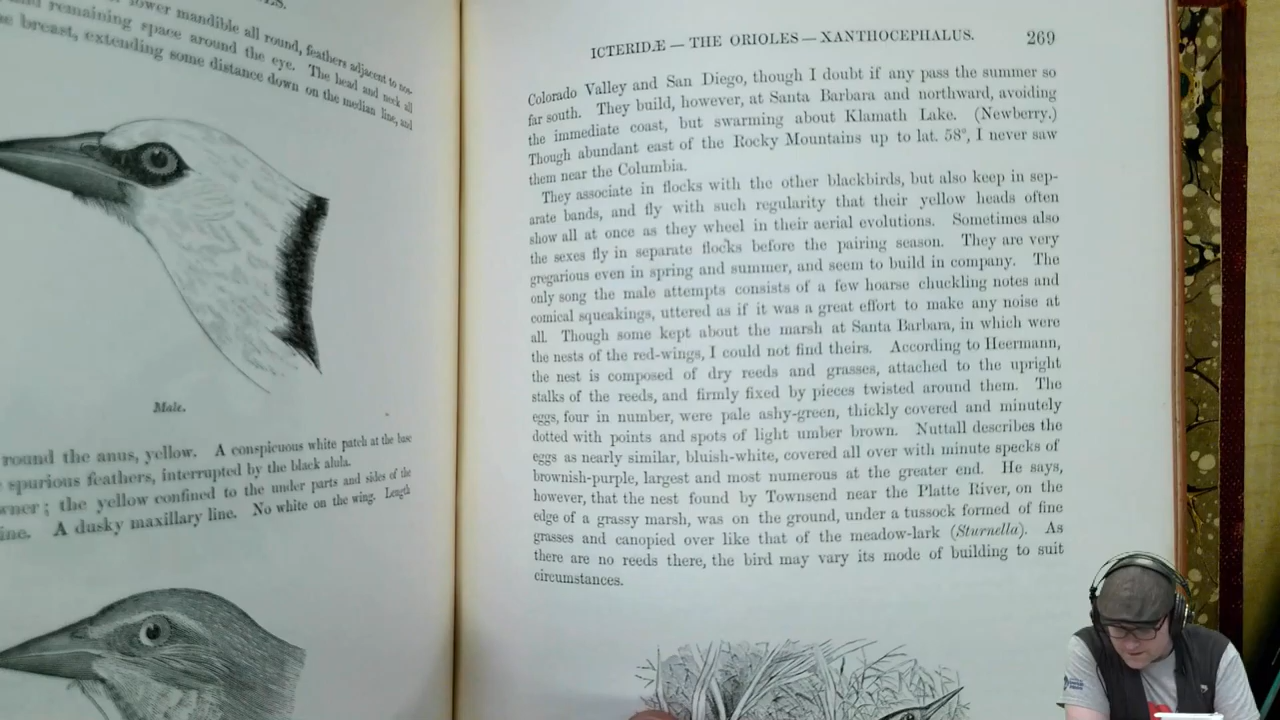 lower mandible all round, feathers adjacent to nos-
remaining space around the eye. The head and neck all
breast, extending some distance down on the median line, and
Male.
round the anus, yellow. A conspicuous white patch at the base
spurious feathers, interrupted by the black alula.
the yellow confined to the under parts and sides of the
A dusky maxillary line. No white on the wing. Length
ICTERIDÆ — THE ORIOLES — XANTHOCEPHALUS. 269
Colorado Valley and San Diego, though I doubt if any pass the summer so
far south. They build, however, at Santa Barbara and northward, avoiding
the immediate coast, but swarming about Klamath Lake. (Newberry.)
Though abundant east of the Rocky Mountains up to lat. 58°, I never saw
them near the Columbia.
They associate in flocks with the other blackbirds, but also keep in sep-
arate bands, and fly with such regularity that their yellow heads often
show all at once as they wheel in their aerial evolutions. Sometimes also
the sexes fly in separate flocks before the pairing season. They are very
gregarious even in spring and summer, and seem to build in company. The
only song the male attempts consists of a few hoarse chuckling notes and
comical squeakings, uttered as if it was a great effort to make any noise at
all. Though some kept about the marsh at Santa Barbara, in which were
the nests of the red-wings, I could not find theirs. According to Heermann,
the nest is composed of dry reeds and grasses, attached to the upright
stalks of the reeds, and firmly fixed by pieces twisted around them. The
eggs, four in number, were pale ashy-green, thickly covered and minutely
dotted with points and spots of light umber brown. Nuttall describes the
eggs as nearly similar, bluish-white, covered all over with minute specks of
brownish-purple, largest and most numerous at the greater end. He says,
however, that the nest found by Townsend near the Platte River, on the
edge of a grassy marsh, was on the ground, under a tussock formed of fine
grasses and canopied over like that of the meadow-lark (Sturnella). As
there are no reeds there, the bird may vary its mode of building to suit
circumstances.